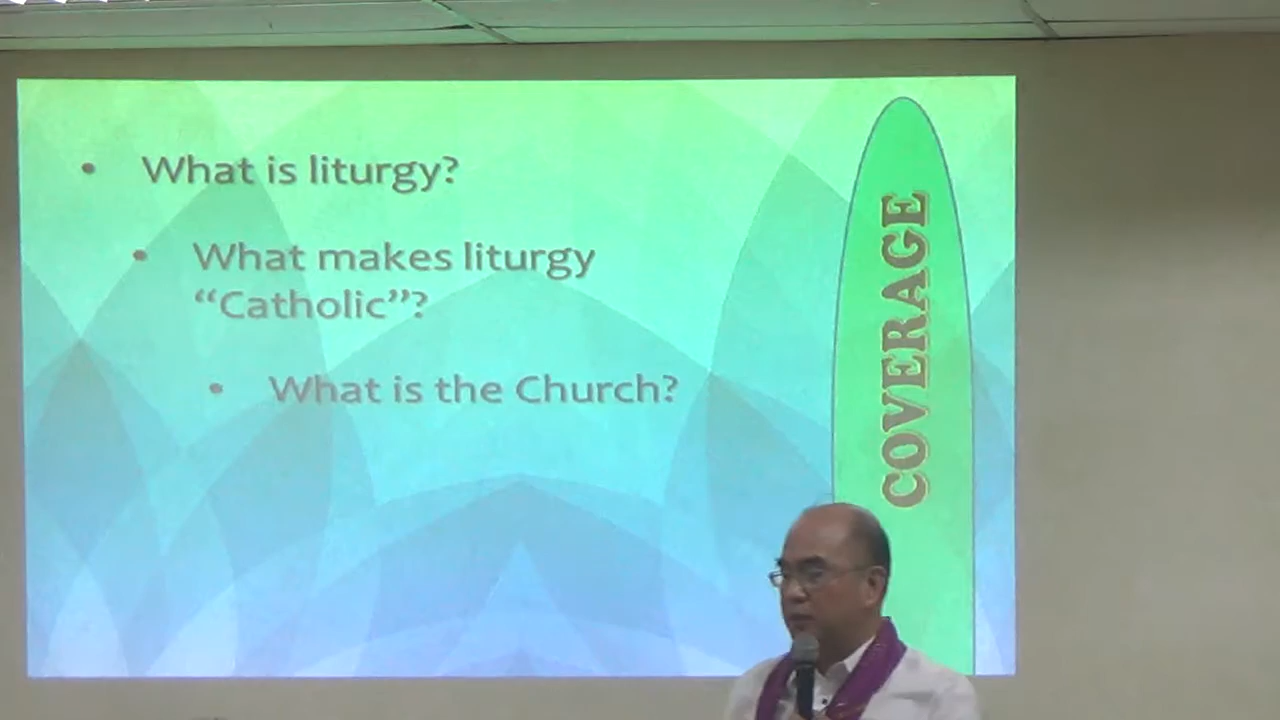 • What is liturgy?
• What makes liturgy
“Catholic”?
• What is the Church?
COVERAGE